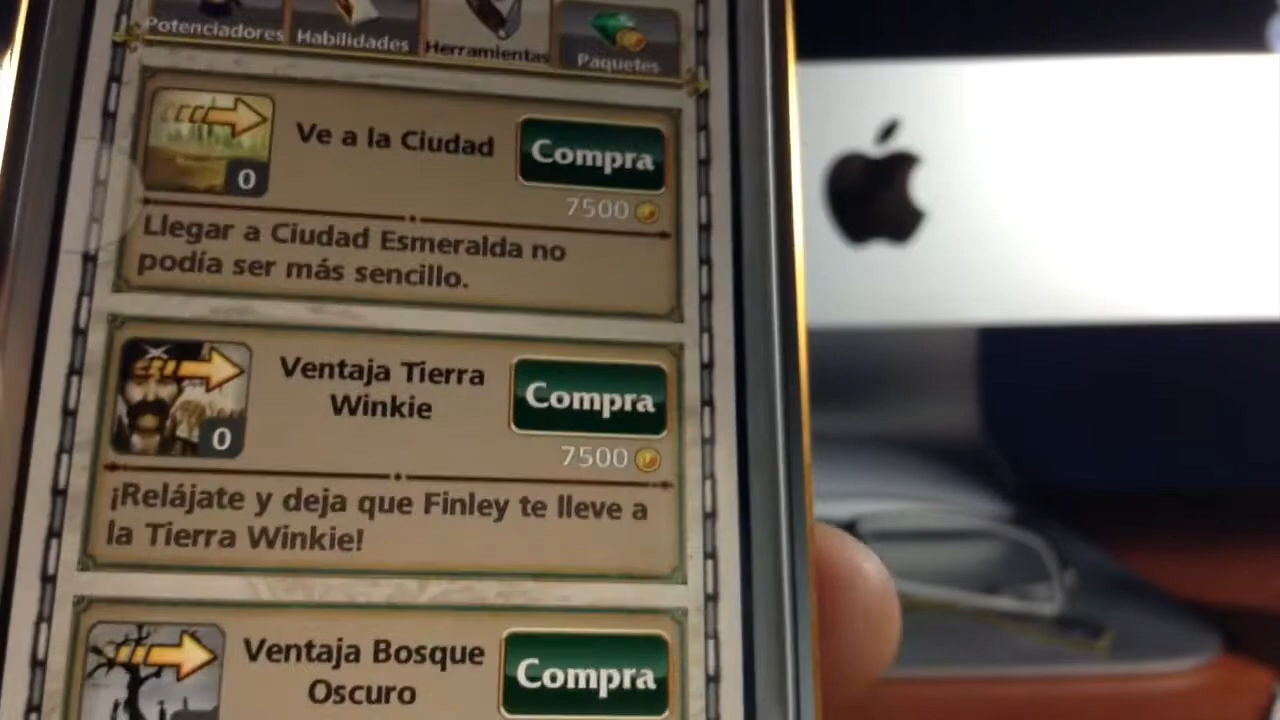 Potenciadores Habilidades Herramientas Paquetes
Ve a la Ciudad
Compra
0
7500
Llegar a Ciudad Esmeralda no
podía ser más sencillo.
Ventaja Tierra
Winkie
Compra
0
7500
¡Relájate y deja que Finley te lleve a
la Tierra Winkie!
Ventaja Bosque
Oscuro
Compra